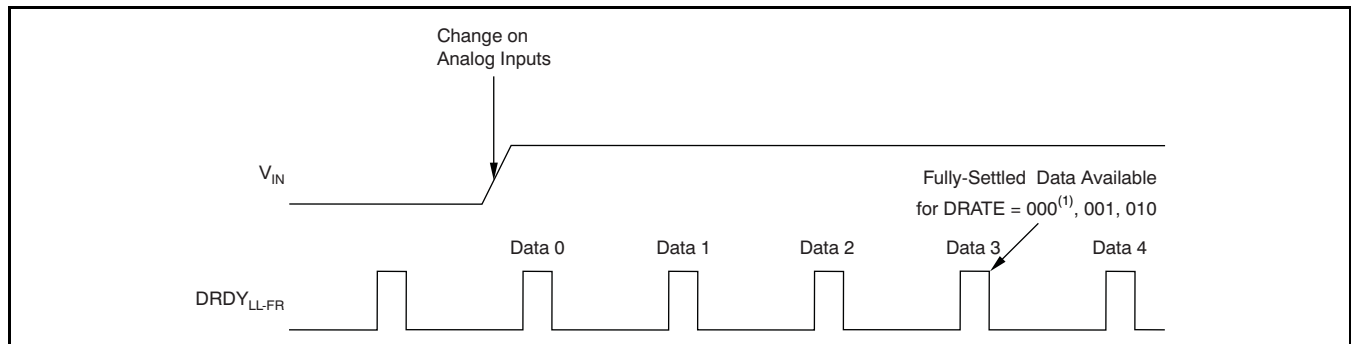 Change on
Analog Inputs
V_IN
Fully-Settled Data Available
for DRATE = 000(1), 001, 010
Data 0 Data 1 Data 2 Data 3 Data 4
DRDY_LL-FR